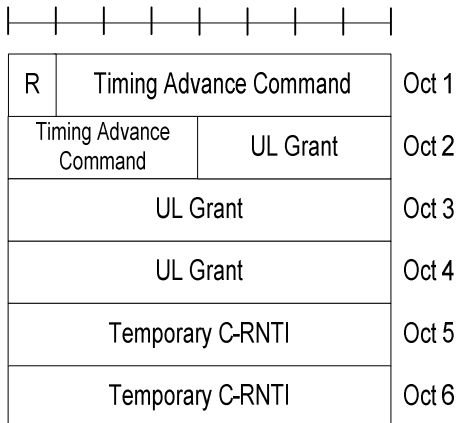 R Timing Advance Command Oct 1
Timing Advance
Command UL Grant Oct 2
UL Grant Oct 3
UL Grant Oct 4
Temporary C-RNTI Oct 5
Temporary C-RNTI Oct 6